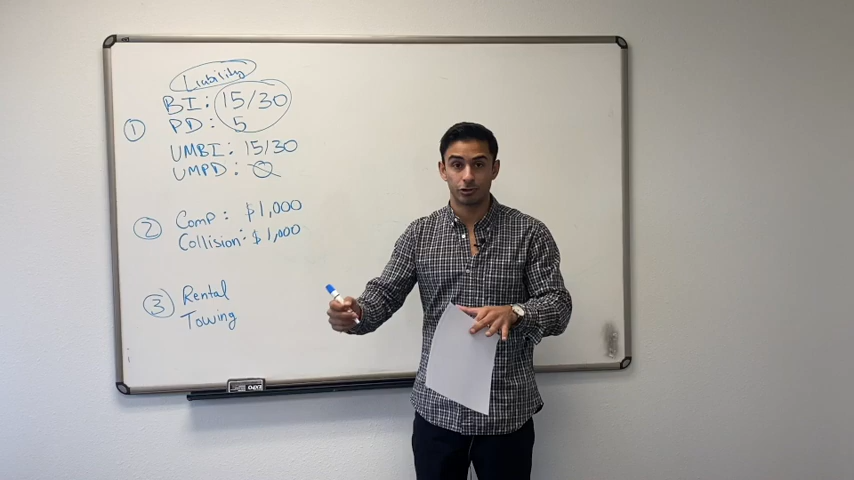 Liability
BI: 15/30
PD: 5
① UMBI: 15/30
UMPD: Ø
② Comp: $1,000
Collision: $1,000
③ Rental
Towing
EXPO